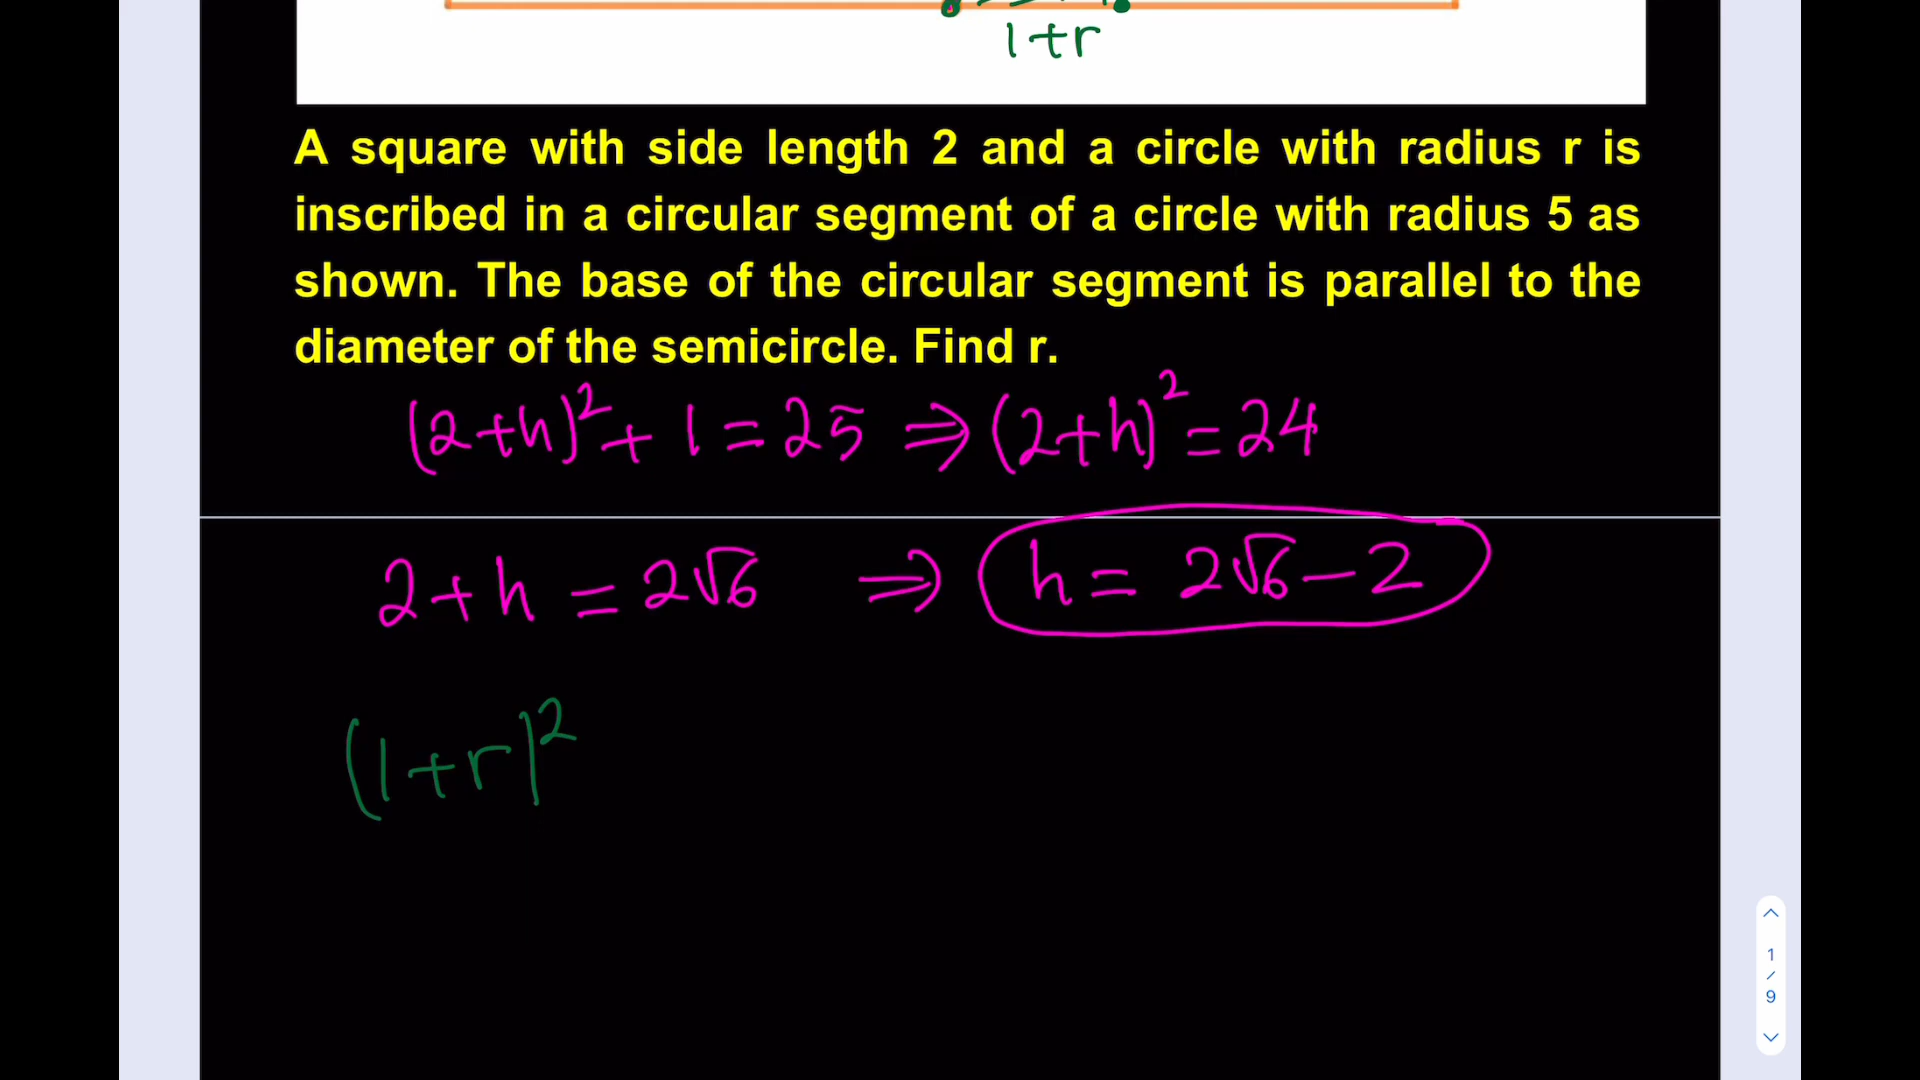 1+r
A square with side length 2 and a circle with radius r is
inscribed in a circular segment of a circle with radius 5 as
shown. The base of the circular segment is parallel to the
diameter of the semicircle. Find r.
(2+h)²+1=25 ⇒ (2+h)²=24
2+h=2√6 ⇒ h=2√6−2
(1+r)²
1
/
9